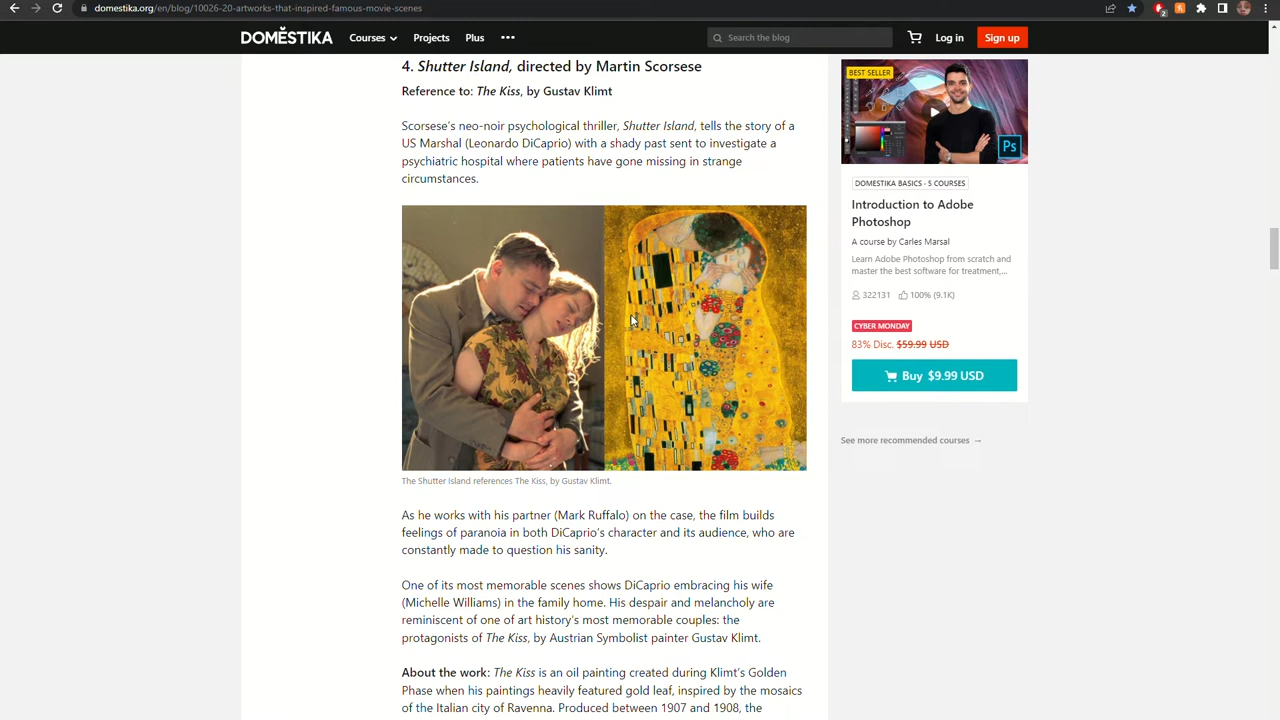 domestika.org/en/blog/10026-20-artworks-that-inspired-famous-movie-scenes
2
DOMĚSTIKA
Courses
Projects
Plus
Search the blog
Log in
Sign up
4. Shutter Island, directed by Martin Scorsese
Reference to: The Kiss, by Gustav Klimt
Scorsese's neo-noir psychological thriller, Shutter Island, tells the story of a
US Marshal (Leonardo DiCaprio) with a shady past sent to investigate a
psychiatric hospital where patients have gone missing in strange
circumstances.
The Shutter Island references The Kiss, by Gustav Klimt.
As he works with his partner (Mark Ruffalo) on the case, the film builds
feelings of paranoia in both DiCaprio's character and its audience, who are
constantly made to question his sanity.
One of its most memorable scenes shows DiCaprio embracing his wife
(Michelle Williams) in the family home. His despair and melancholy are
reminiscent of one of art history's most memorable couples: the
protagonists of The Kiss, by Austrian Symbolist painter Gustav Klimt.
About the work: The Kiss is an oil painting created during Klimt's Golden
Phase when his paintings heavily featured gold leaf, inspired by the mosaics
of the Italian city of Ravenna. Produced between 1907 and 1908, the
BEST SELLER
Ps
DOMESTIKA BASICS - 5 COURSES
Introduction to Adobe
Photoshop
A course by Carles Marsal
Learn Adobe Photoshop from scratch and
master the best software for treatment,...
322131 100% (9.1K)
CYBER MONDAY
83% Disc. $59.99 USD
Buy $9.99 USD
See more recommended courses →